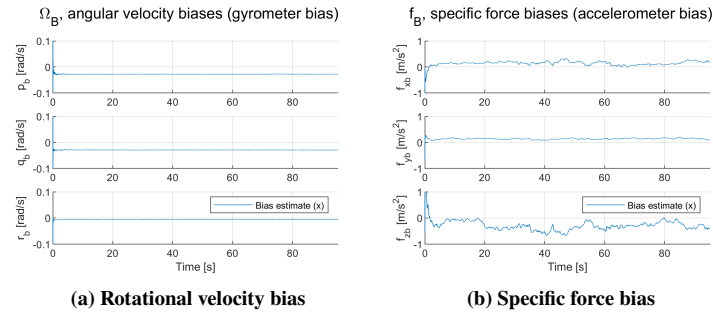 Ω_B, angular velocity biases (gyrometer bias)
0.1
0
-0.1
p_b [rad/s]
0 20 40 60 80
0.1
0
-0.1
q_b [rad/s]
0 20 40 60 80
0.1
0
-0.1
r_b [rad/s]
Bias estimate (x)
0 20 40 60 80
Time [s]
(a) Rotational velocity bias
f_B, specific force biases (accelerometer bias)
1
0
-1
f_xb [m/s²]
0 20 40 60 80
1
0
-1
f_yb [m/s²]
0 20 40 60 80
1
0
-1
f_zb [m/s²]
Bias estimate (x)
0 20 40 60 80
Time [s]
(b) Specific force bias